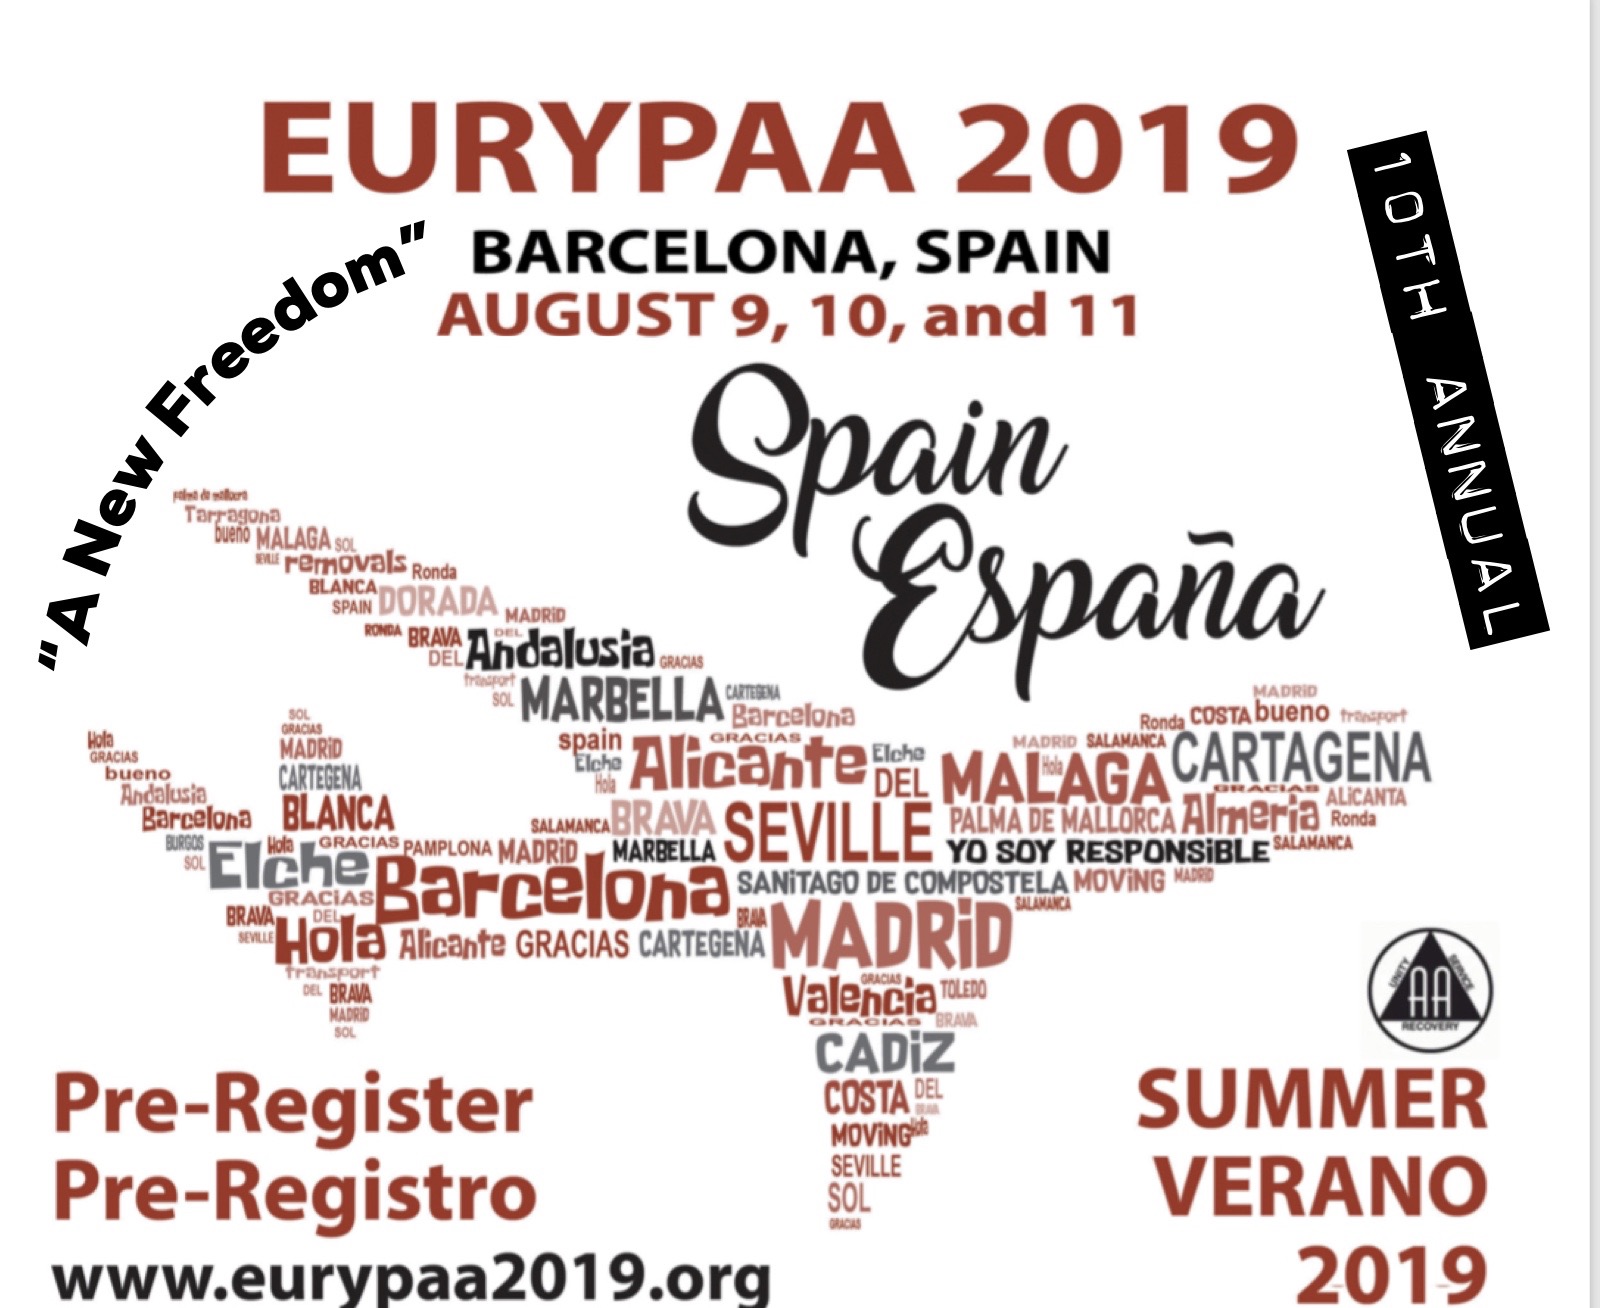 EURYPAA 2019
BARCELONA, SPAIN
AUGUST 9, 10, and 11
"A New Freedom"
10TH ANNUAL
Spain
España
palma de mallorca
Tarragona
bueno MALAGA SOL
SEVILLE removals Ronda
BLANCA DORADA
SPAIN MADRiD
RONDA BRAVA DEL Andalusia GRACIAS
DEL
transport
SOL MARBELLA CARTEGENA
Barcelona
spain GRACIAS
Elche Alicante Elche
Hola DEL
MADRiD
Ronda COSTA bueno transport
MADRiD SALAMANCA CARTAGENA
MALAGA Hola
GRACIAS ALiCANTA
SALAMANCA BRAVA SEVILLE PALMA DE MALLORCA Almeria Ronda
MARBELLA YO SOY RESPONSiBLE SALAMANCA
SANiTAGO DE COMPOSTELA MOViNG MADRiD
SALAMANCA
Hola
GRACIAS
bueno
Andalusia
Barcelona
SOL
GRACIAS
MADRiD
CARTEGENA
BLANCA
BURGOS Hola GRACIAS PAMPLONA MADRiD
SOL Elche Barcelona
GRACIAS
BRAVA DEL BRAVA MADRiD
SEVILLE Hola Alicante GRACIAS CARTEGENA
transport
DEL BRAVA
MADRiD
SOL
GRACIAS
Valencia TOLEDO
GRACIAS BRAVA
CADiZ
COSTA DEL
BRAVA
MOViNG Hola
SEVILLE
SOL
GRACIAS
UNITY SERVICE
AA
RECOVERY
Pre-Register
Pre-Registro
www.eurypaa2019.org
SUMMER
VERANO
2019